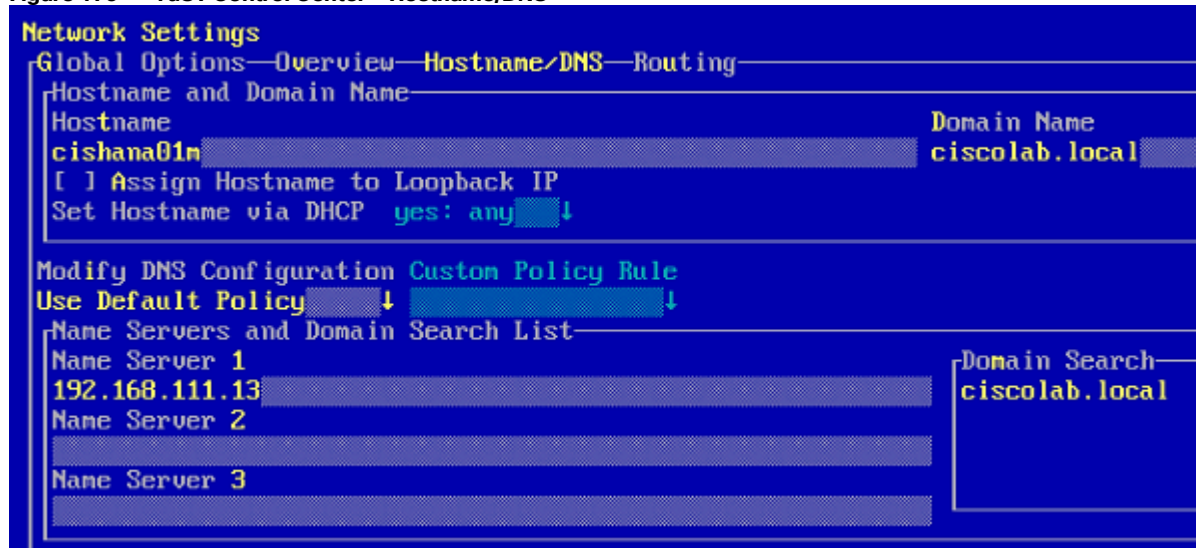 Network Settings
Global Options—Overview—Hostname/DNS—Routing
Hostname and Domain Name
Hostname Domain Name
cishana01m ciscolab.local
[ ] Assign Hostname to Loopback IP
Set Hostname via DHCP yes: any↓
Modify DNS Configuration Custom Policy Rule
Use Default Policy↓ ↓
Name Servers and Domain Search List
Name Server 1 Domain Search
192.168.111.13 ciscolab.local
Name Server 2
Name Server 3